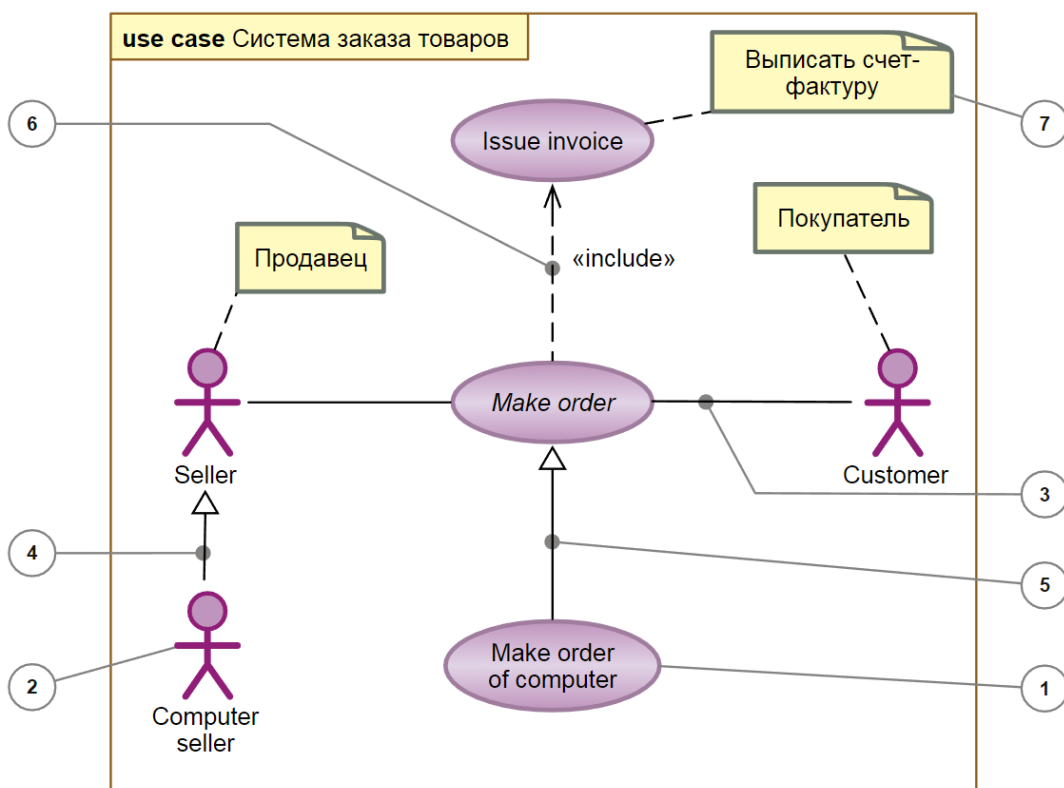 use case Система заказа товаров
Выписать счет-
фактуру
6
7
Issue invoice
Покупатель
Продавец
«include»
Make order
Seller
Customer
3
4
5
Make order
of computer
2
1
Computer
seller